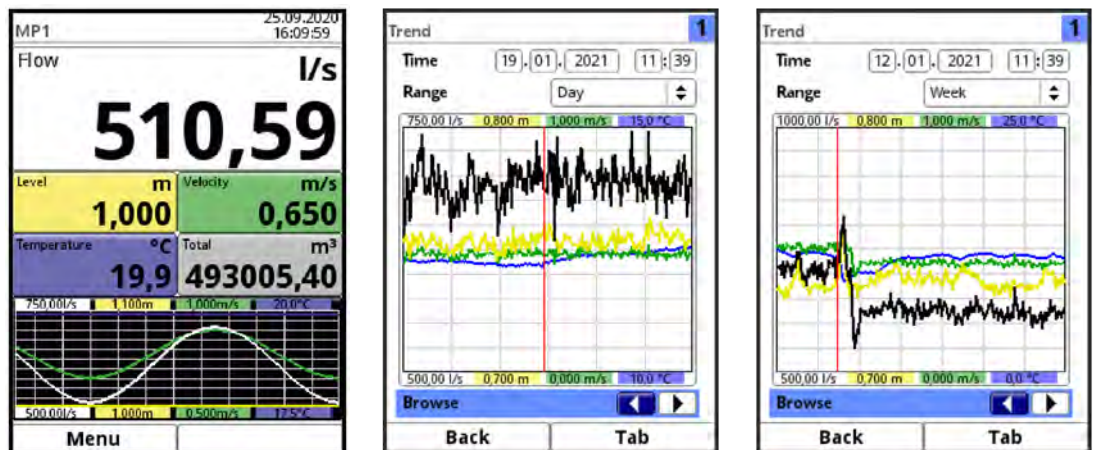 25.09.2020
MP1 16:09:59
Flow l/s
510,59
Level m Velocity m/s
1,000 0,650
Temperature °C Total m³
19,9 493005,40
750,00l/s 1,100m 1,000m/s 20,0°C
500,00l/s 1,000m 0,500m/s 17,5°C
Menu
Trend 1
Time 19.01.2021 11:39
Range Day
750,00 l/s 0,800 m 1,000 m/s 15,0 °C
500,00 l/s 0,700 m 0,000 m/s 10,0 °C
Browse
Back Tab
Trend 1
Time 12.01.2021 11:39
Range Week
1000,00 l/s 0,800 m 1,000 m/s 25,0 °C
500,00 l/s 0,700 m 0,000 m/s 0,0 °C
Browse
Back Tab